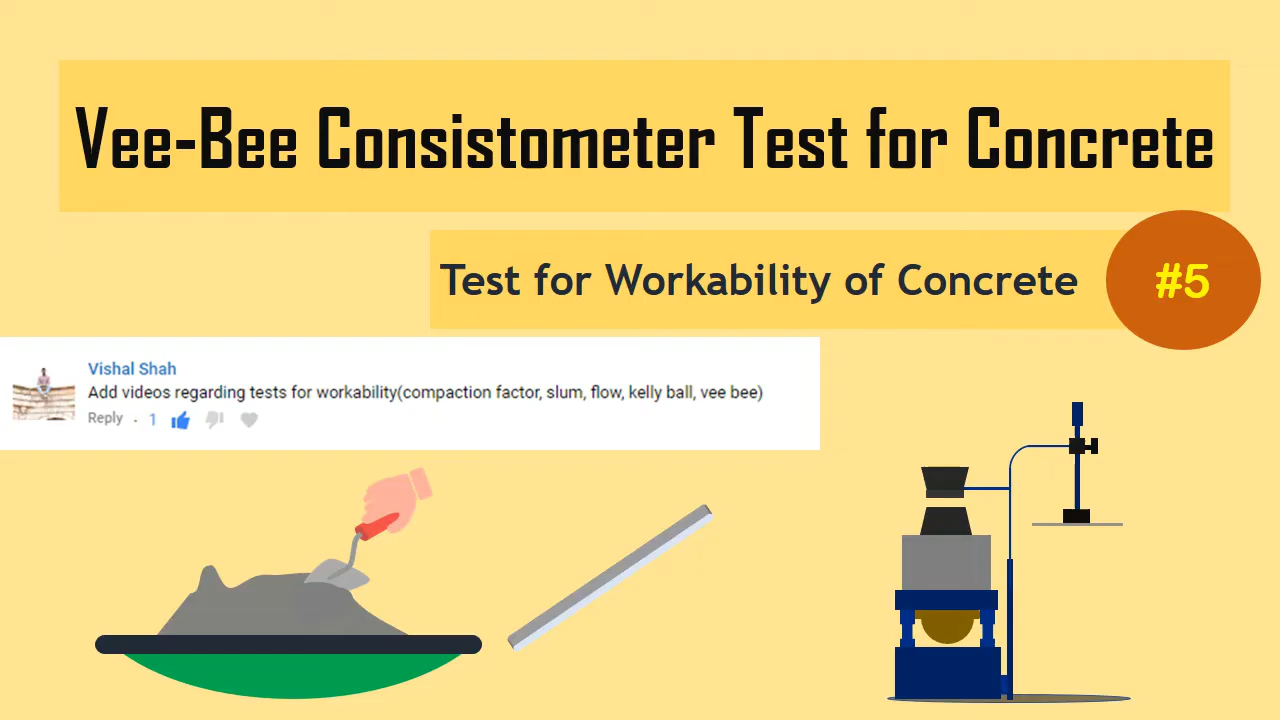 Vee-Bee Consistometer Test for Concrete
Test for Workability of Concrete
#5
Vishal Shah
Add videos regarding tests for workability(compaction factor, slum, flow, kelly ball, vee bee)
Reply · 1